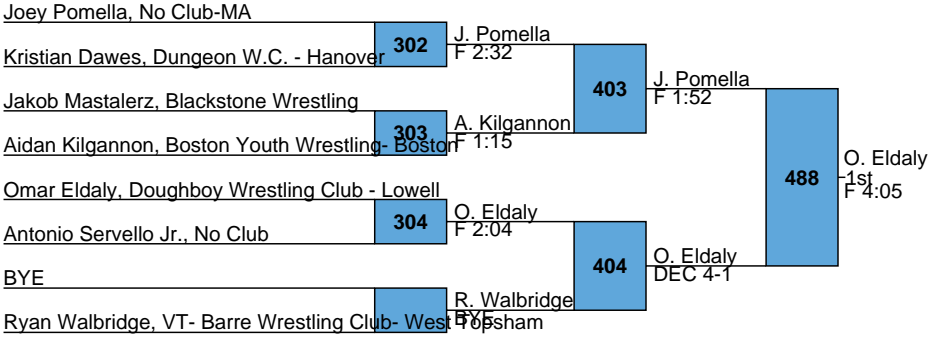 Joey Pomella, No Club-MA
302
J. Pomella
F 2:32
Kristian Dawes, Dungeon W.C. - Hanover
403
J. Pomella
F 1:52
Jakob Mastalerz, Blackstone Wrestling
303
A. Kilgannon
F 1:15
Aidan Kilgannon, Boston Youth Wrestling- Boston
488
O. Eldaly
1st
F 4:05
Omar Eldaly, Doughboy Wrestling Club - Lowell
304
O. Eldaly
F 2:04
Antonio Servello Jr., No Club
404
O. Eldaly
DEC 4-1
BYE
R. Walbridge
BYE
Ryan Walbridge, VT- Barre Wrestling Club- West Topsham